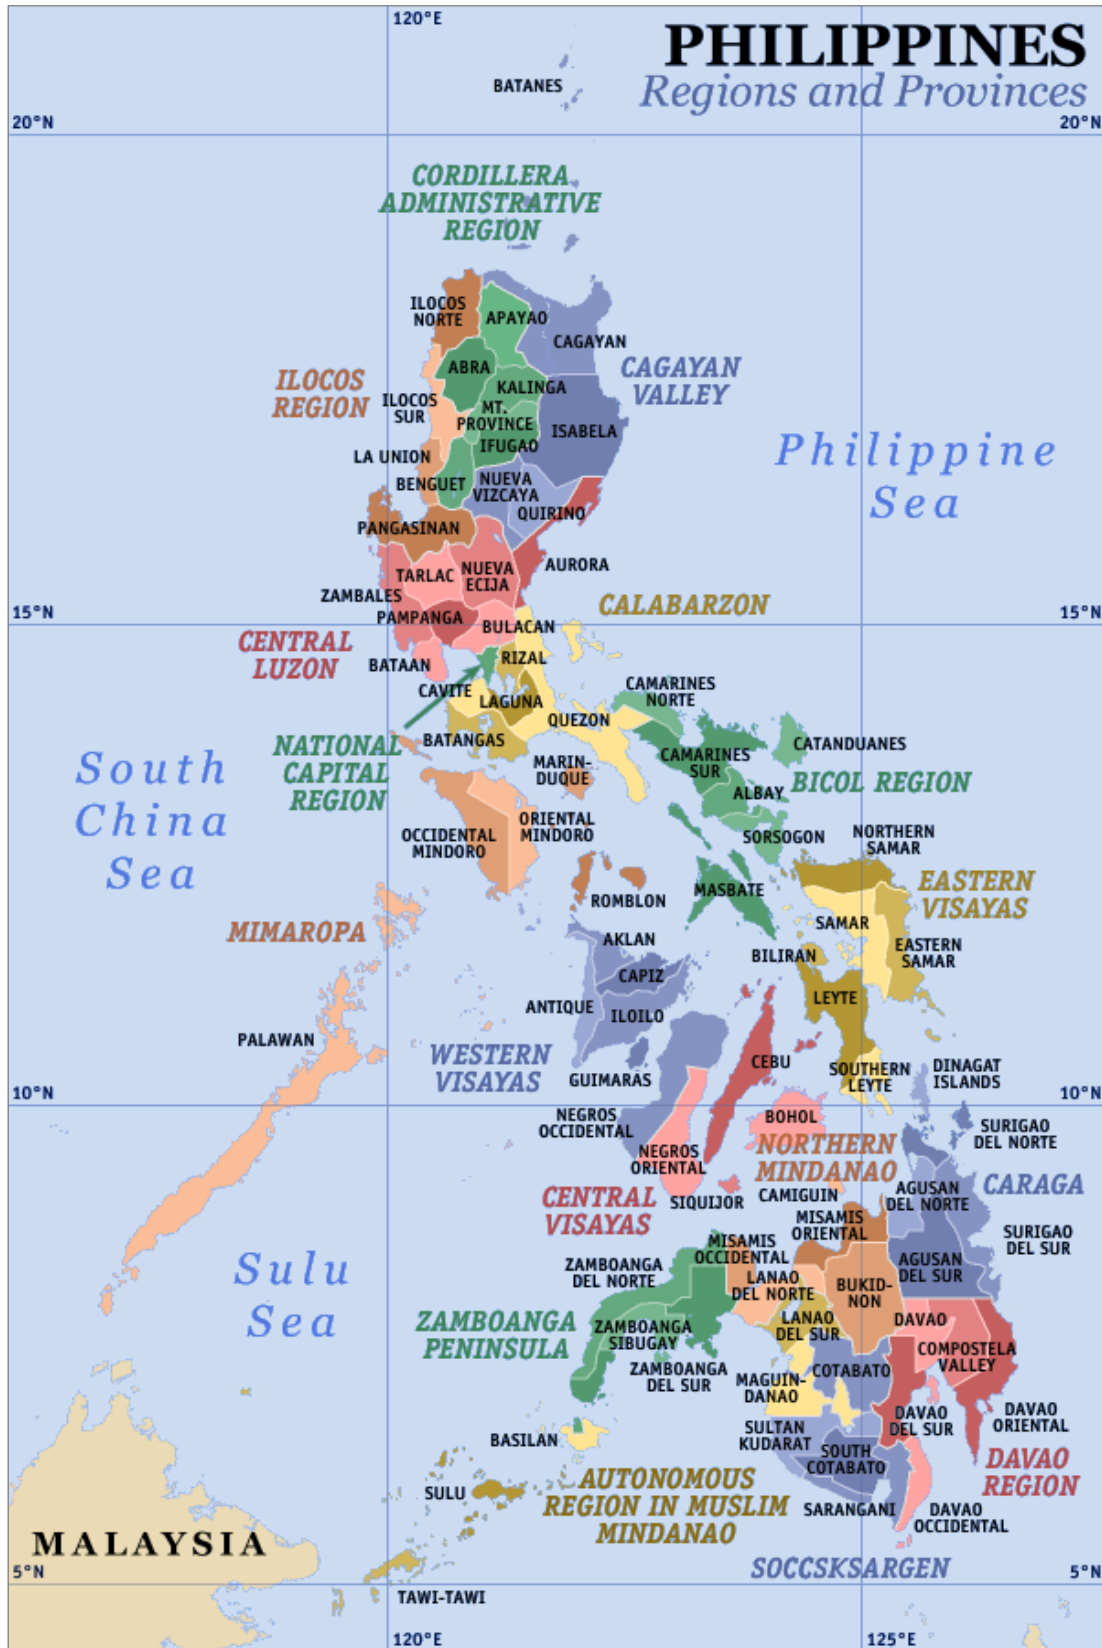 120°E
PHILIPPINES
Regions and Provinces
BATANES
20°N
20°N
CORDILLERA
ADMINISTRATIVE
REGION
ILOCOS
NORTE
APAYAO
CAGAYAN
ABRA
CAGAYAN
VALLEY
ILOCOS
REGION
KALINGA
ILOCOS
SUR
MT.
PROVINCE
ISABELA
IFUGAO
Philippine
Sea
LA UNION
BENGUET
NUEVA
VIZCAYA
QUIRINO
PANGASINAN
AURORA
TARLAC
NUEVA
ECIJA
ZAMBALES
CALABARZON
PAMPANGA
BULACAN
15°N
15°N
CENTRAL
LUZON
BATAAN
RIZAL
CAVITE
LAGUNA
CAMARINES
NORTE
QUEZON
BATANGAS
NATIONAL
CAPITAL
REGION
CATANDUANES
CAMARINES
SUR
MARIN-
DUQUE
BICOL REGION
ALBAY
South
China
Sea
ORIENTAL
MINDORO
OCCIDENTAL
MINDORO
SORSOGON
NORTHERN
SAMAR
MASBATE
ROMBLON
EASTERN
VISAYAS
MIMAROPA
SAMAR
AKLAN
EASTERN
SAMAR
BILIRAN
CAPIZ
LEYTE
ANTIQUE
ILOILO
PALAWAN
WESTERN
VISAYAS
CEBU
GUIMARAS
SOUTHERN
LEYTE
DINAGAT
ISLANDS
10°N
10°N
NEGROS
OCCIDENTAL
BOHOL
SURIGAO
DEL NORTE
NORTHERN
MINDANAO
NEGROS
ORIENTAL
CENTRAL
VISAYAS
SIQUIJOR
CAMIGUIN
AGUSAN
DEL NORTE
CARAGA
MISAMIS
ORIENTAL
SURIGAO
DEL SUR
MISAMIS
OCCIDENTAL
ZAMBOANGA
DEL NORTE
AGUSAN
DEL SUR
Sulu
Sea
LANAO
DEL NORTE
BUKID-
NON
ZAMBOANGA
PENINSULA
ZAMBOANGA
SIBUGAY
LANAO
DEL SUR
DAVAO
COMPOSTELA
VALLEY
ZAMBOANGA
DEL SUR
COTABATO
MAGUIN-
DANAO
DAVAO
DEL SUR
DAVAO
ORIENTAL
BASILAN
SULTAN
KUDARAT
SOUTH
COTABATO
DAVAO
REGION
SULU
AUTONOMOUS
REGION IN MUSLIM
MINDANAO
SARANGANI
DAVAO
OCCIDENTAL
MALAYSIA
SOCCSKSARGEN
5°N
5°N
TAWI-TAWI
120°E
125°E